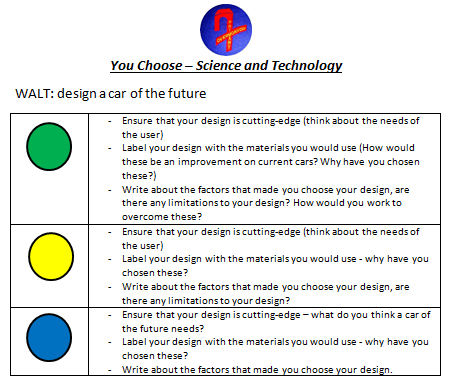 You Choose – Science and Technology
WALT: design a car of the future
- Ensure that your design is cutting-edge (think about the needs of
the user)
- Label your design with the materials you would use (How would
these be an improvement on current cars? Why have you chosen
these?)
- Write about the factors that made you choose your design, are
there any limitations to your design? How would you work to
overcome these?
- Ensure that your design is cutting-edge (think about the needs of
the user)
- Label your design with the materials you would use - why have you
chosen these?
- Write about the factors that made you choose your design, are
there any limitations to your design?
- Ensure that your design is cutting-edge – what do you think a car of
the future needs?
- Label your design with the materials you would use - why have you
chosen these?
- Write about the factors that made you choose your design.